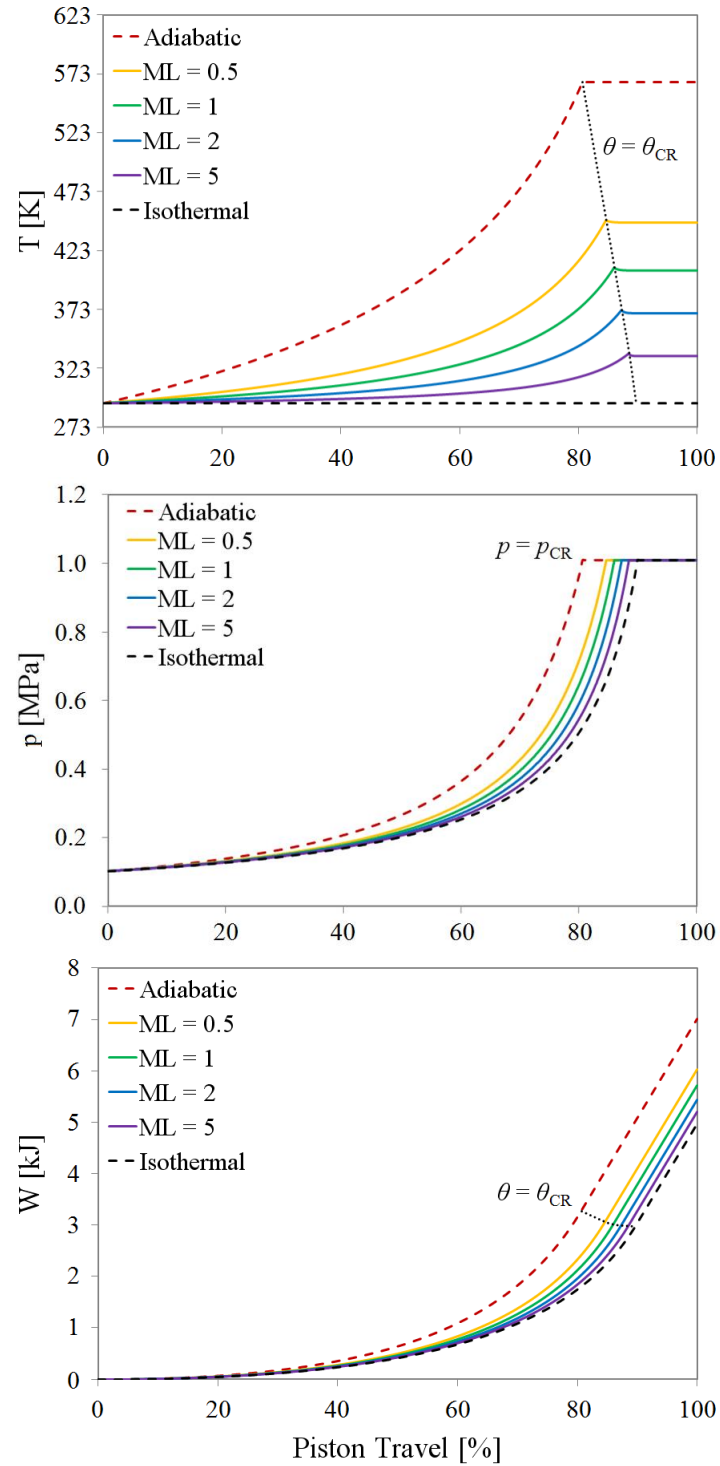 623
573
523
473
423
373
323
273
T [K]
Adiabatic
ML = 0.5
ML = 1
ML = 2
ML = 5
Isothermal
θ = θCR
0 20 40 60 80 100
1.2
1.0
0.8
0.6
0.4
0.2
0.0
p [MPa]
Adiabatic
ML = 0.5
ML = 1
ML = 2
ML = 5
Isothermal
p = pCR
0 20 40 60 80 100
8
7
6
5
4
3
2
1
0
W [kJ]
Adiabatic
ML = 0.5
ML = 1
ML = 2
ML = 5
Isothermal
θ = θCR
0 20 40 60 80 100
Piston Travel [%]